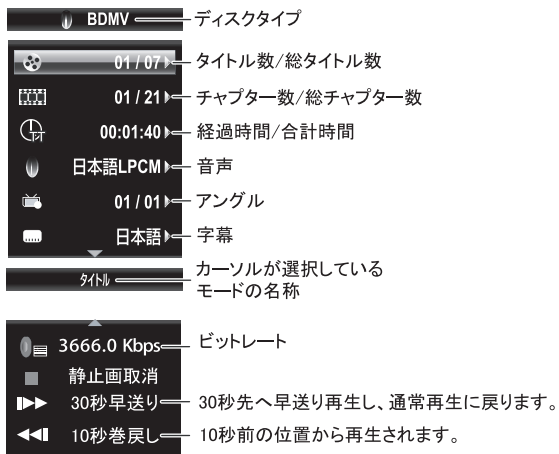 BDMV ディスクタイプ
01 / 07 タイトル数/総タイトル数
01 / 21 チャプター数/総チャプター数
00:01:40 経過時間/合計時間
日本語LPCM 音声
01 / 01 アングル
日本語 字幕
タイトル カーソルが選択している
モードの名称
3666.0 Kbps ビットレート
静止画取消
30秒早送り 30秒先へ早送り再生し、通常再生に戻ります。
10秒巻戻し 10秒前の位置から再生されます。